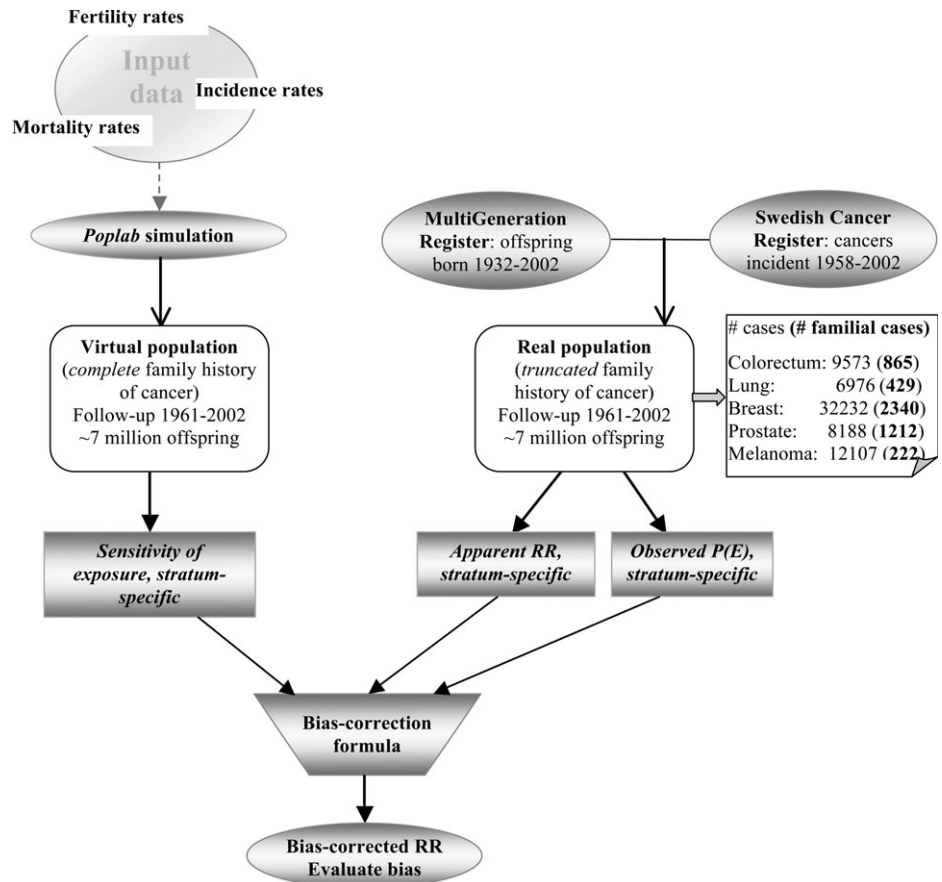 Fertility rates
Input
data
Incidence rates
Mortality rates
Poplab simulation
MultiGeneration
Register: offspring
born 1932-2002
Swedish Cancer
Register: cancers
incident 1958-2002
Virtual population
(complete family history
of cancer)
Follow-up 1961-2002
~7 million offspring
Real population
(truncated family
history of cancer)
Follow-up 1961-2002
~7 million offspring
# cases (# familial cases)
Colorectum: 9573 (865)
Lung: 6976 (429)
Breast: 32232 (2340)
Prostate: 8188 (1212)
Melanoma: 12107 (222)
Sensitivity of
exposure, stratum-
specific
Apparent RR,
stratum-specific
Observed P(E),
stratum-specific
Bias-correction
formula
Bias-corrected RR
Evaluate bias